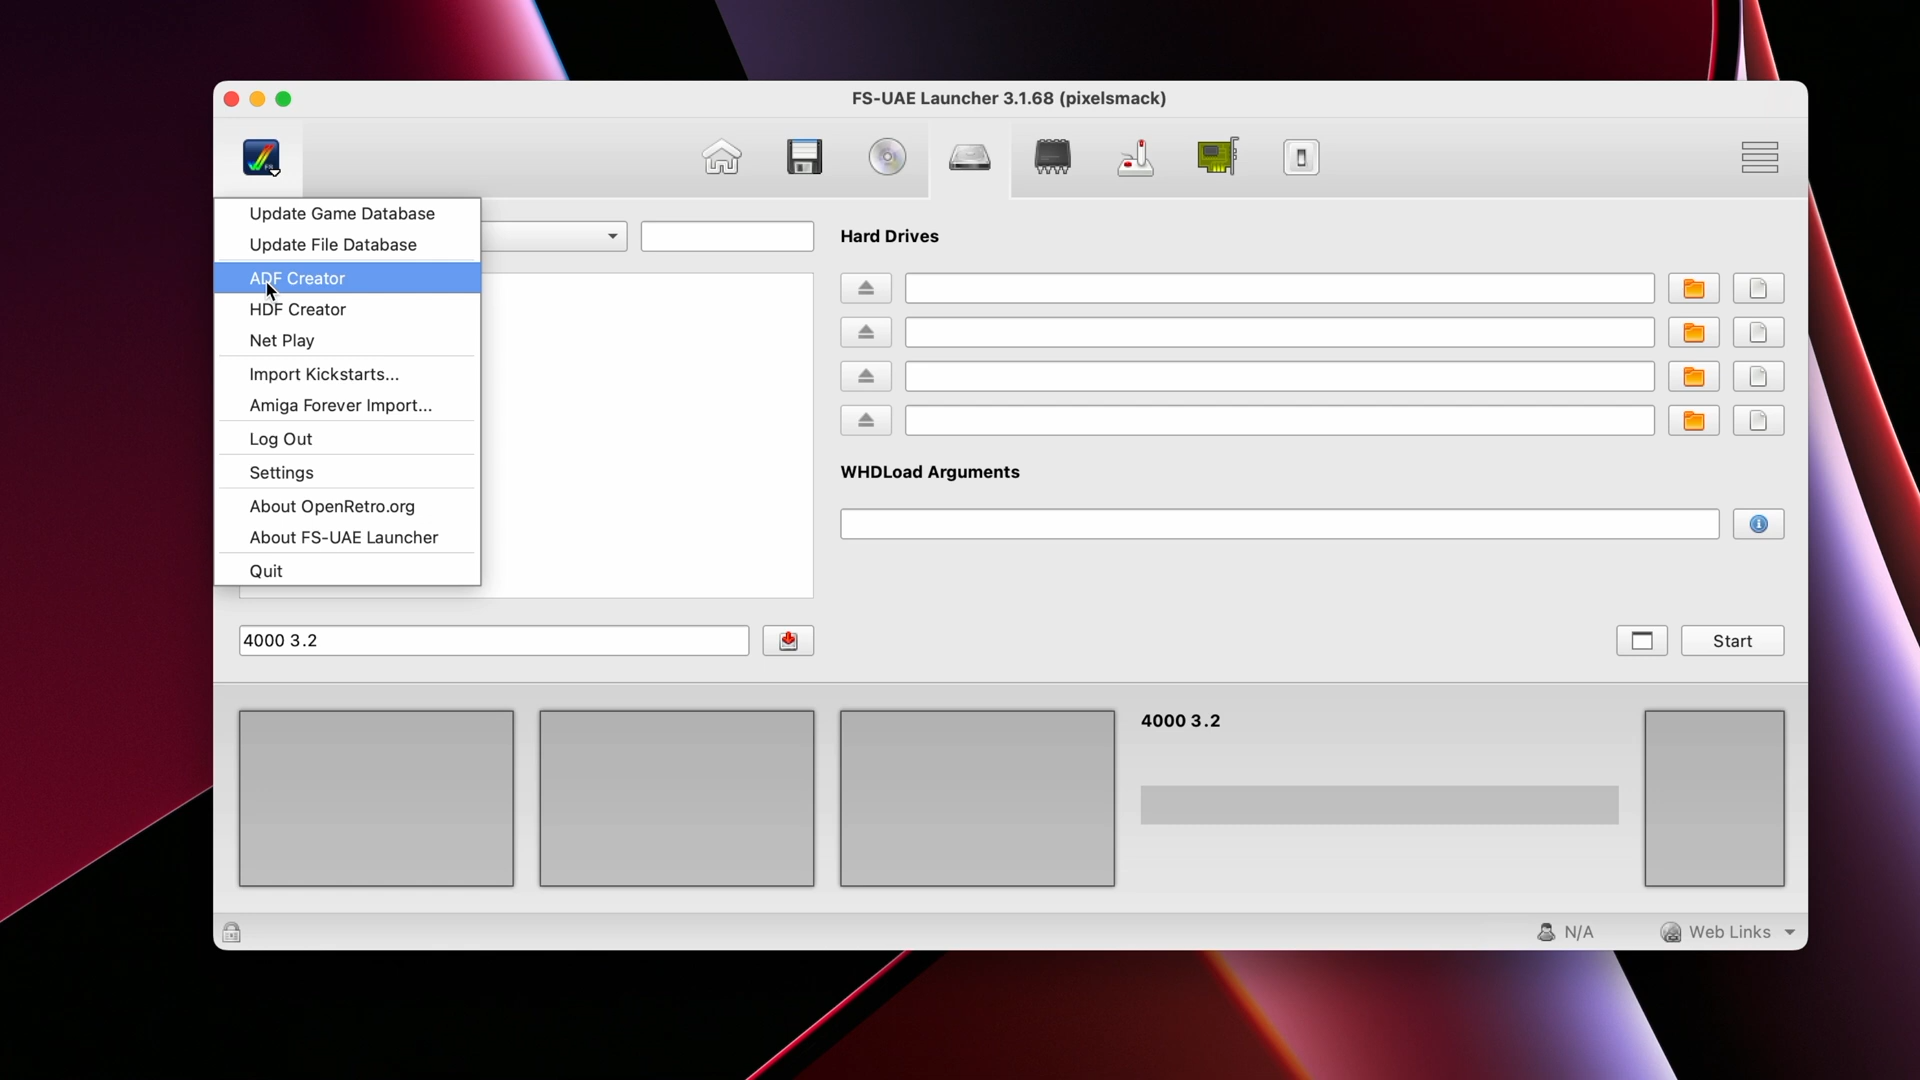 FS-UAE Launcher 3.1.68 (pixelsmack)
Update Game Database
Update File Database
ADF Creator
HDF Creator
Net Play
Import Kickstarts...
Amiga Forever Import...
Log Out
Settings
About OpenRetro.org
About FS-UAE Launcher
Quit
Hard Drives
WHDLoad Arguments
4000 3.2
Start
4000 3.2
N/A
Web Links